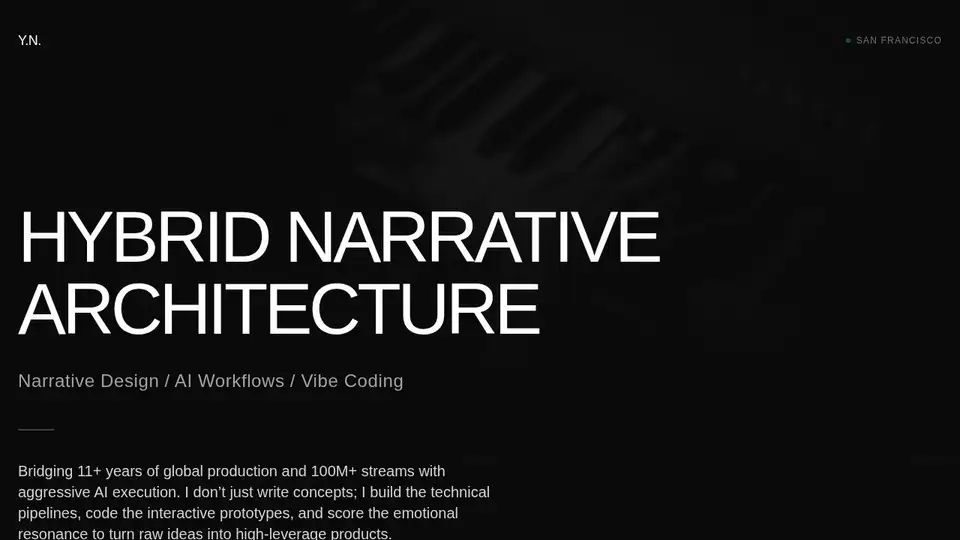 Y.N.
SAN FRANCISCO
HYBRID NARRATIVE
ARCHITECTURE
Narrative Design / AI Workflows / Vibe Coding
Bridging 11+ years of global production and 100M+ streams with
aggressive AI execution. I don’t just write concepts; I build the technical
pipelines, code the interactive prototypes, and score the emotional
resonance to turn raw ideas into high-leverage products.